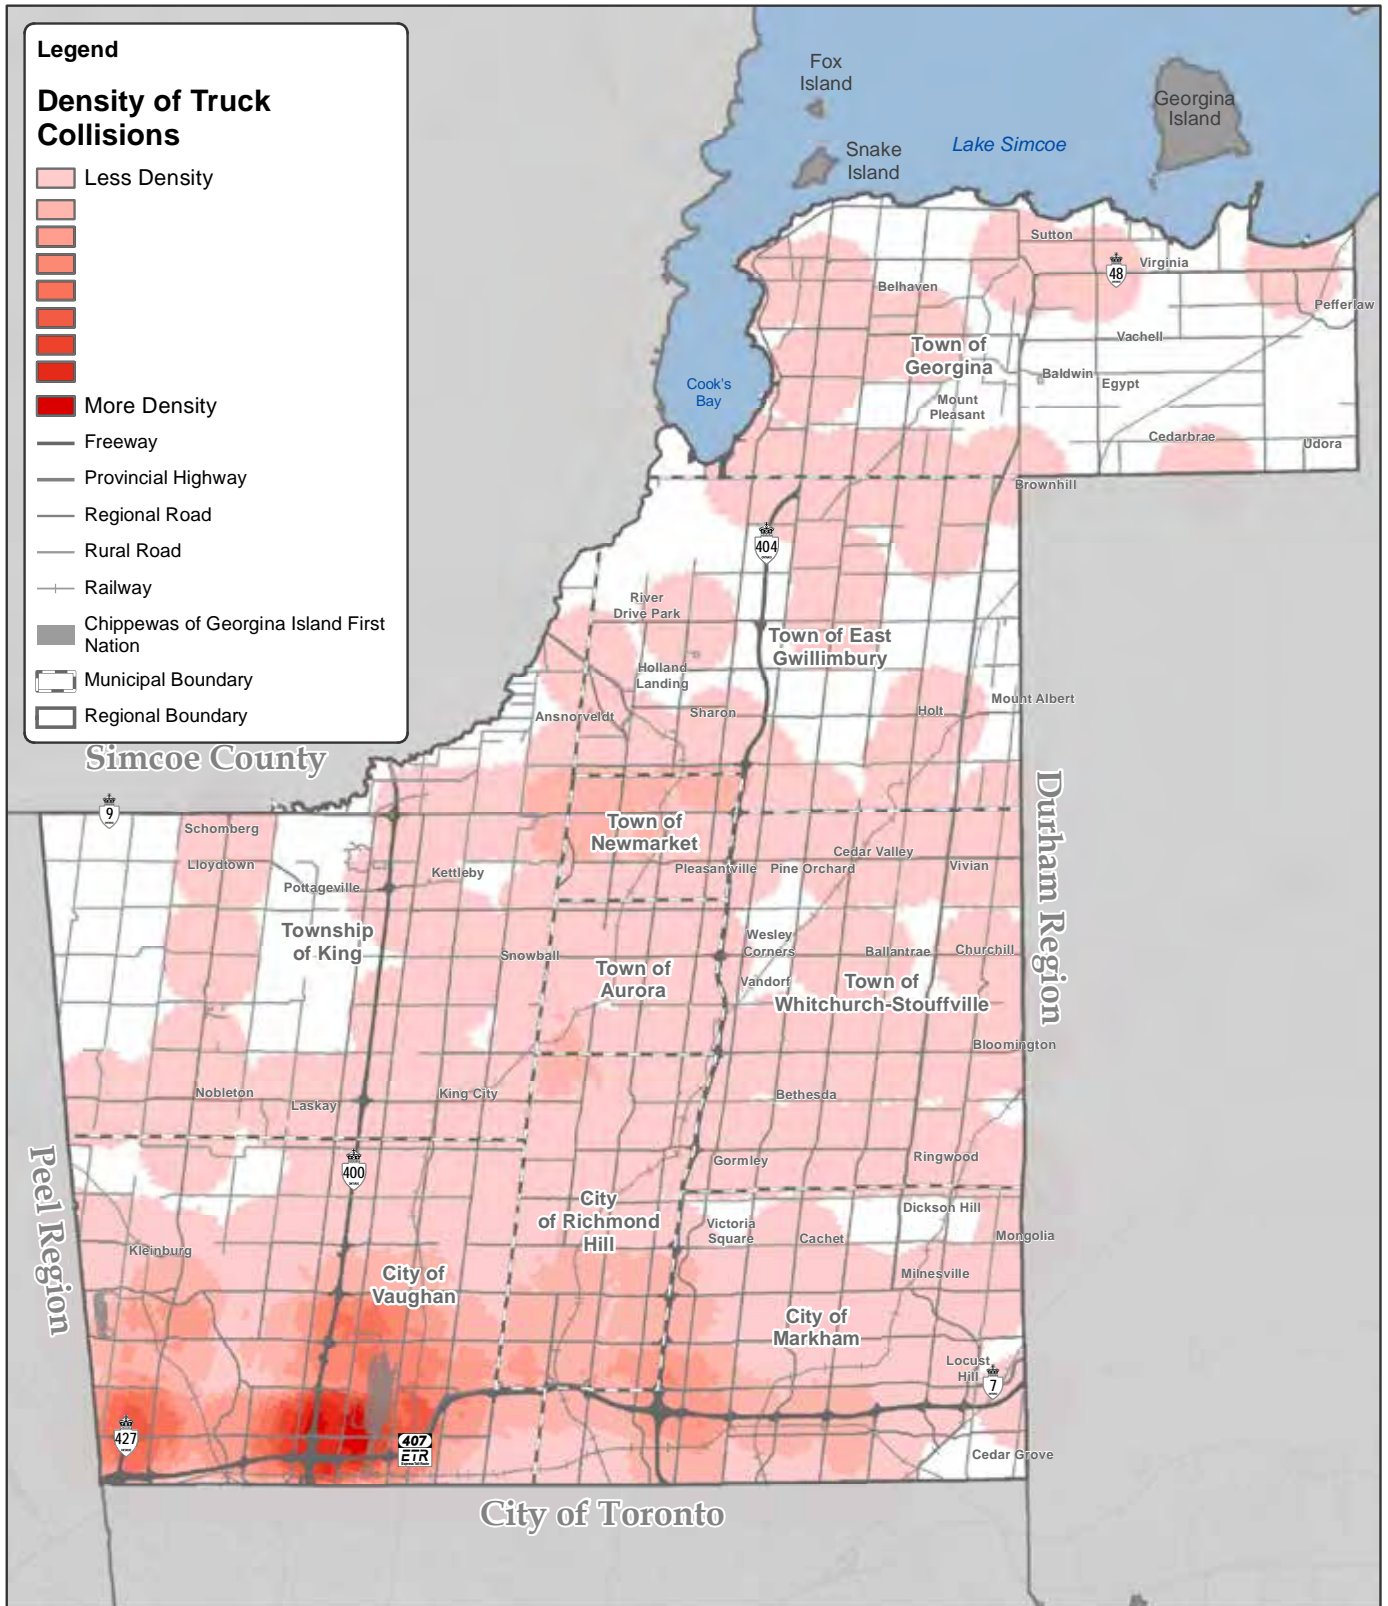 Legend
Density of Truck
Collisions
Less Density
More Density
Freeway
Provincial Highway
Regional Road
Rural Road
Railway
Chippewas of Georgina Island First
Nation
Municipal Boundary
Regional Boundary
Fox
Island
Georgina
Island
Snake
Island
Lake Simcoe
Sutton
Virginia
48
Belhaven
Pefferlaw
Town of
Georgina
Vachell
Baldwin
Egypt
Cook's
Bay
Mount
Pleasant
Cedarbrae
Udora
Brownhill
404
River
Drive Park
Town of East
Gwillimbury
Holland
Landing
Mount Albert
Ansnorveldt
Sharon
Holt
Simcoe County
Durham Region
9
Schomberg
Town of
Newmarket
Lloydtown
Kettleby
Pleasantville
Pine Orchard
Cedar Valley
Vivian
Pottageville
Township
of King
Wesley
Corners
Snowball
Ballantrae
Churchill
Town of
Aurora
Vandorf
Town of
Whitchurch-Stouffville
Bloomington
Nobleton
Laskay
King City
Bethesda
Peel Region
400
Gormley
Ringwood
City
of Richmond
Hill
Dickson Hill
Victoria
Square
Cachet
Mongolia
Kleinburg
City of
Vaughan
Milnesville
City of
Markham
Locust
Hill
7
427
407
ETR
Cedar Grove
City of Toronto